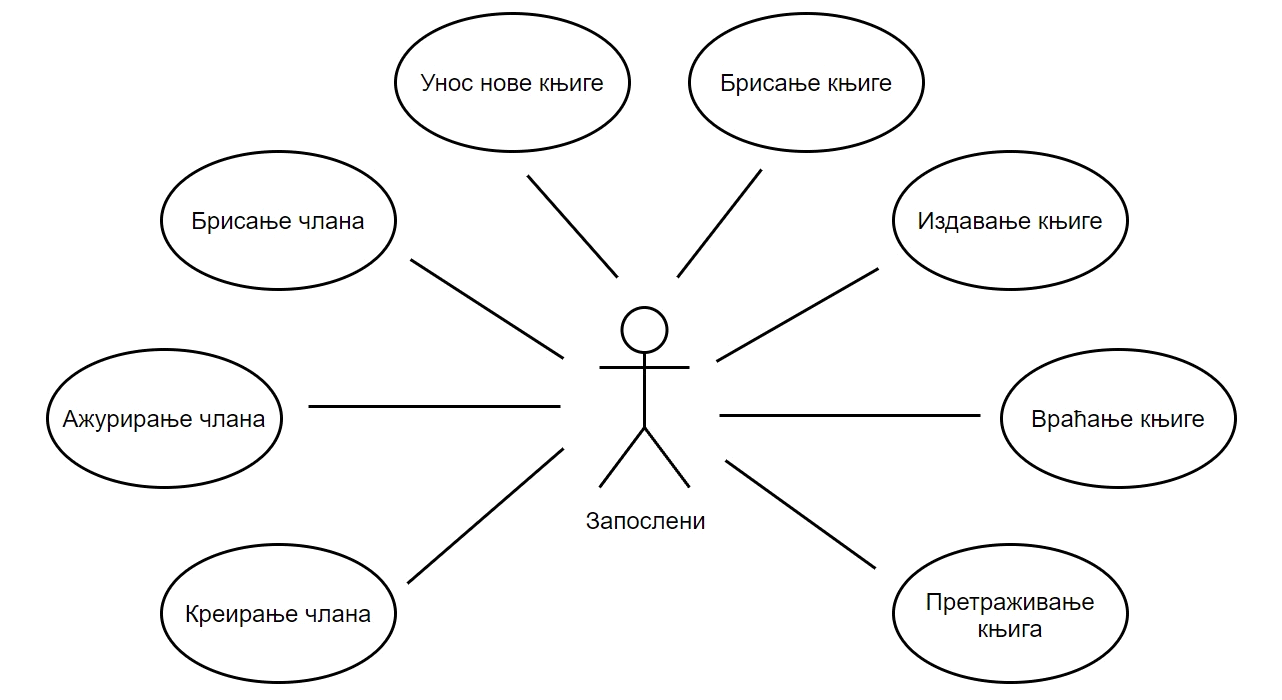 Унос нове књиге
Брисање књиге
Брисање члана
Издавање књиге
Ажурирање члана
Враћање књиге
Запослени
Креирање члана
Претраживање
књига